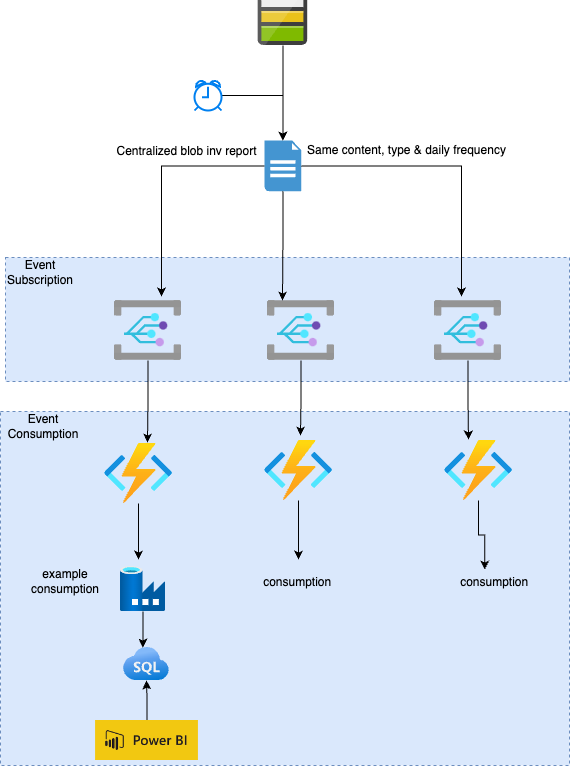 Centralized blob inv report
Same content, type & daily frequency
Event
Subscription
Event
Consumption
example
consumption
consumption
consumption
SQL
Power BI